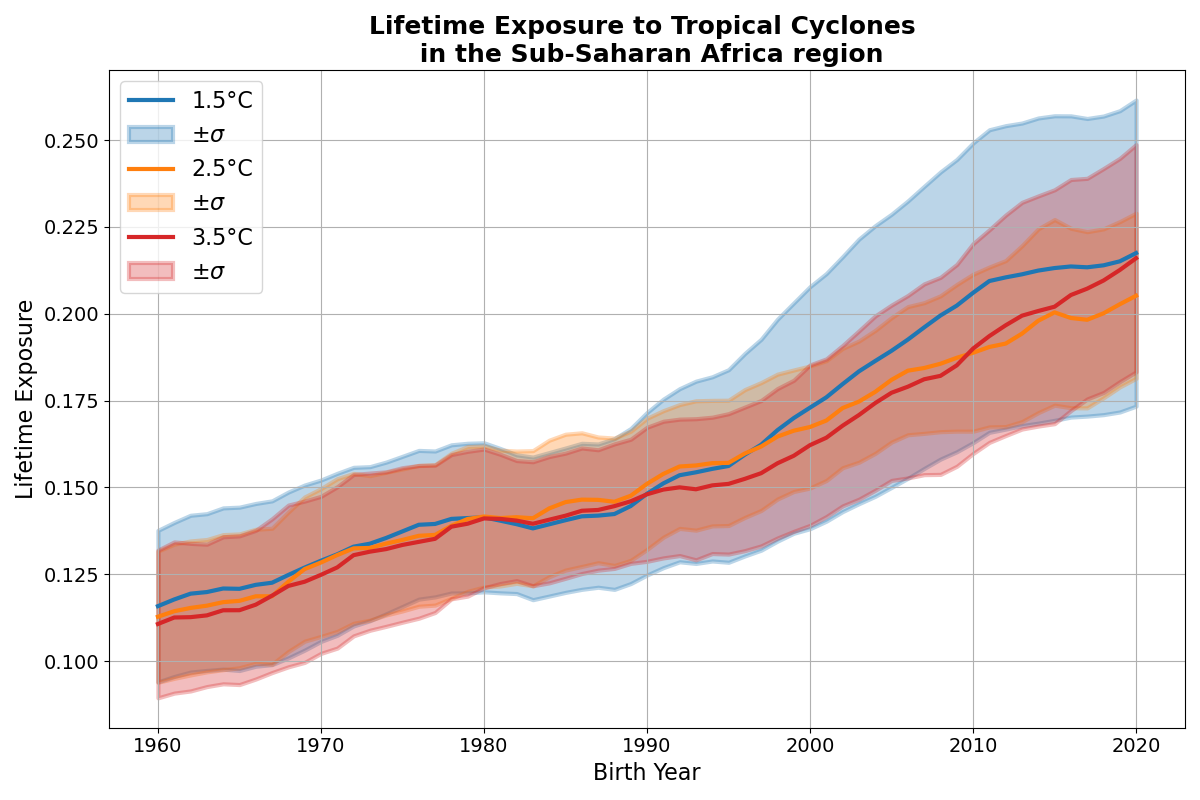 Lifetime Exposure to Tropical Cyclones
in the Sub-Saharan Africa region
1.5°C
±σ
2.5°C
±σ
3.5°C
±σ
0.250
0.225
0.200
0.175
0.150
0.125
0.100
Lifetime Exposure
1960 1970 1980 1990 2000 2010 2020
Birth Year